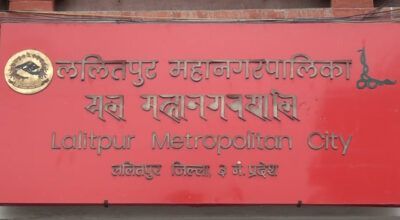 ललितपुर महानगरपालिका
Lalitpur Metropolitan City
ललितपुर जिल्ला, ३ नं. प्रदेश